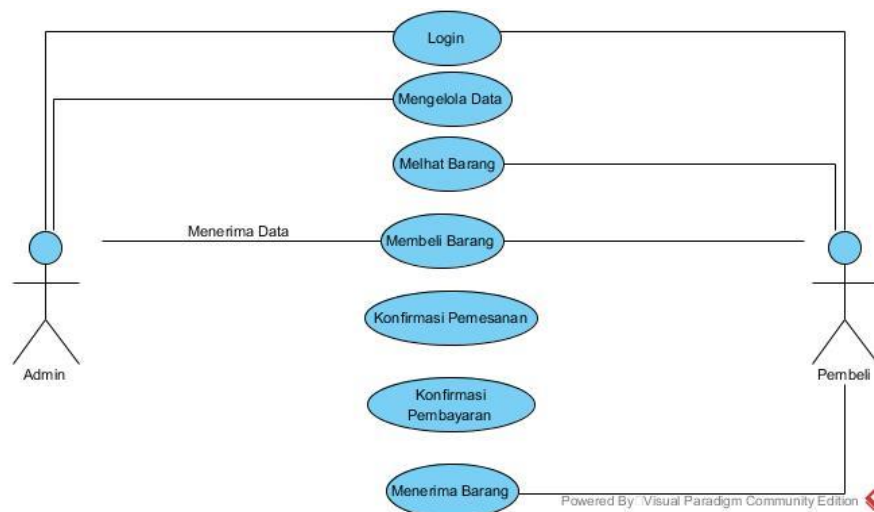 Login
Mengelola Data
Melhat Barang
Menerima Data
Membeli Barang
Konfirmasi Pemesanan
Admin
Pembeli
Konfirmasi
Pembayaran
Menerima Barang
Powered By Visual Paradigm Community Edition